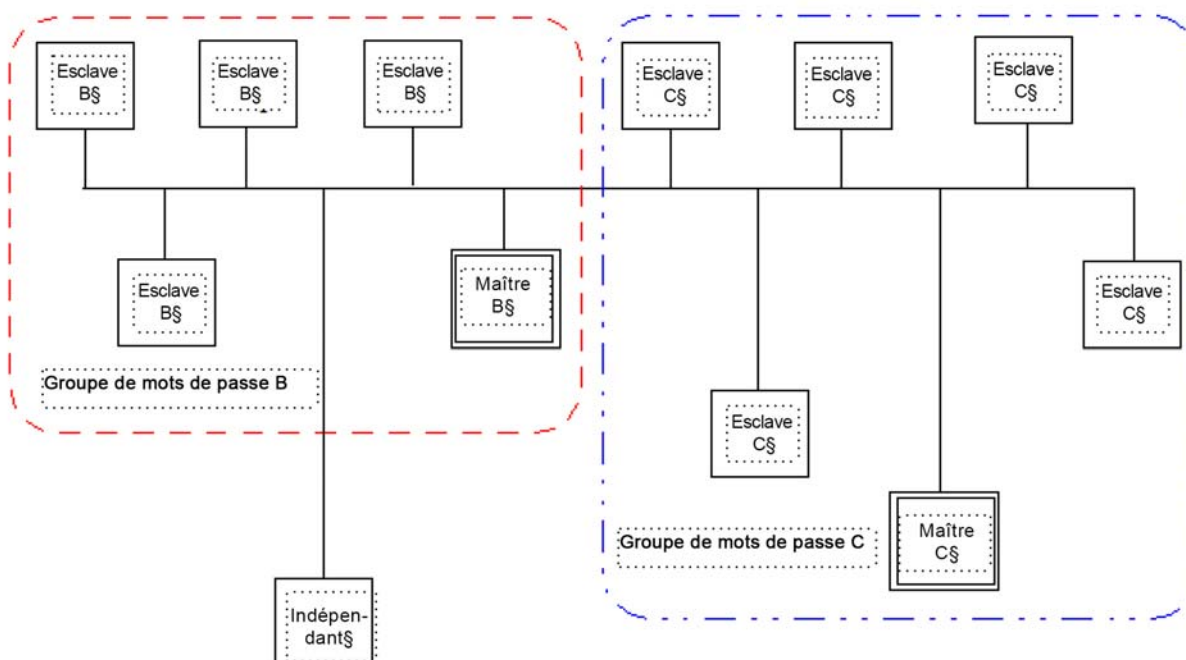 Esclave
B§
Esclave
B§
Esclave
B§
Esclave
C§
Esclave
C§
Esclave
C§
Esclave
B§
Maître
B§
Esclave
C§
Groupe de mots de passe B
Esclave
C§
Groupe de mots de passe C
Maître
C§
Indépen-
dant§